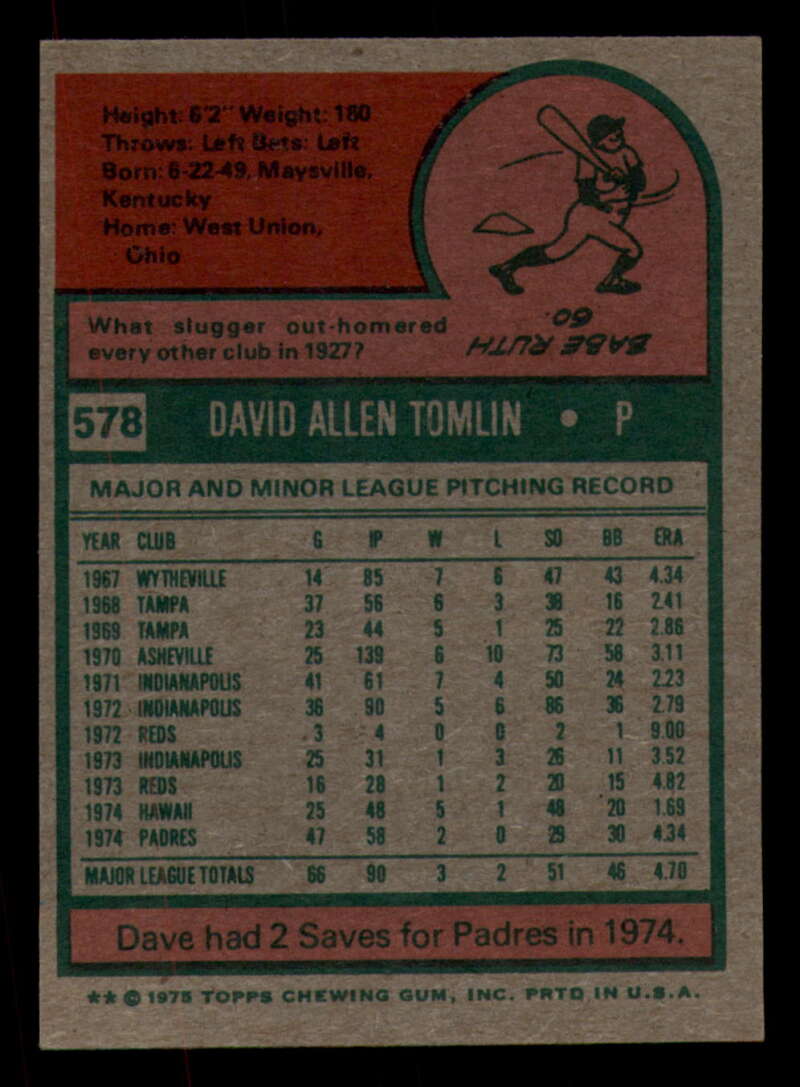 Height: 6'2" Weight: 180
Throws: Left Bats: Left
Born: 6-22-49, Maysville,
Kentucky
Home: West Union,
Ohio
What slugger out-homered
every other club in 1927?
BABE RUTH
60.
578 DAVID ALLEN TOMLIN • P
MAJOR AND MINOR LEAGUE PITCHING RECORD
YEAR CLUB G IP W L SO BB ERA
1967 WYTHEVILLE 14 85 7 6 47 43 4.34
1968 TAMPA 37 56 6 3 38 16 2.41
1969 TAMPA 23 44 5 1 25 22 2.86
1970 ASHEVILLE 25 139 6 10 73 58 3.11
1971 INDIANAPOLIS 41 61 7 4 50 24 2.23
1972 INDIANAPOLIS 36 90 5 6 86 36 2.79
1972 REDS 3 4 0 0 2 1 9.00
1973 INDIANAPOLIS 25 31 1 3 26 11 3.52
1973 REDS 16 28 1 2 20 15 4.82
1974 HAWAII 25 48 5 1 48 20 1.69
1974 PADRES 47 58 2 0 29 30 4.34
MAJOR LEAGUE TOTALS 66 90 3 2 51 46 4.70
Dave had 2 Saves for Padres in 1974.
** © 1975 TOPPS CHEWING GUM, INC. PRTD IN U.S.A.